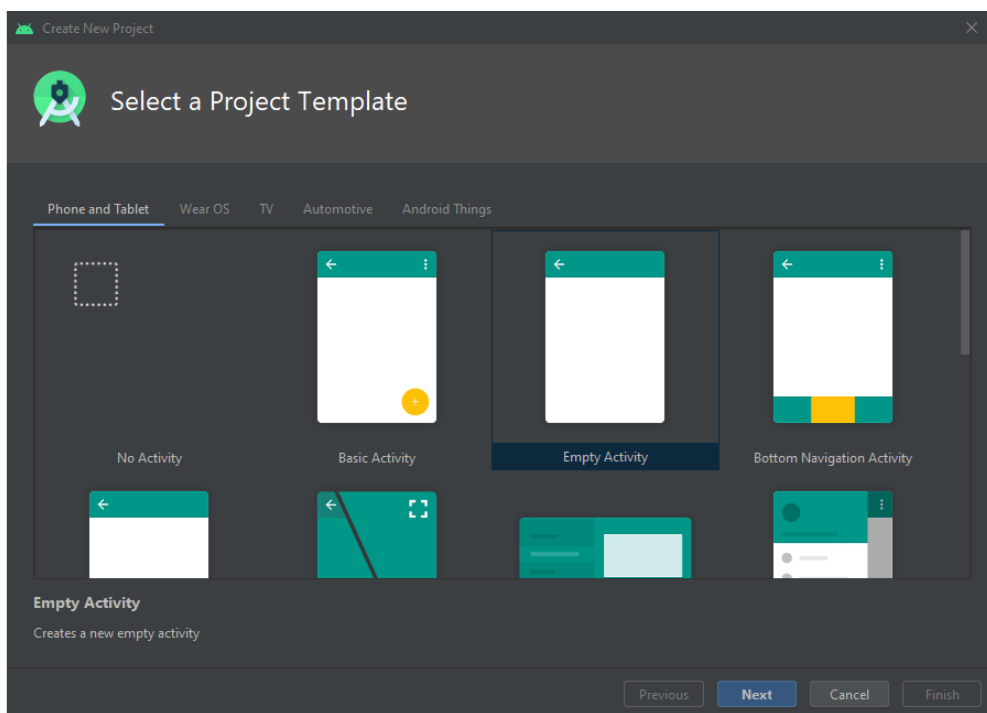 Create New Project
Select a Project Template
Phone and Tablet Wear OS TV Automotive Android Things
No Activity Basic Activity Empty Activity Bottom Navigation Activity
Empty Activity
Creates a new empty activity
Previous Next Cancel Finish